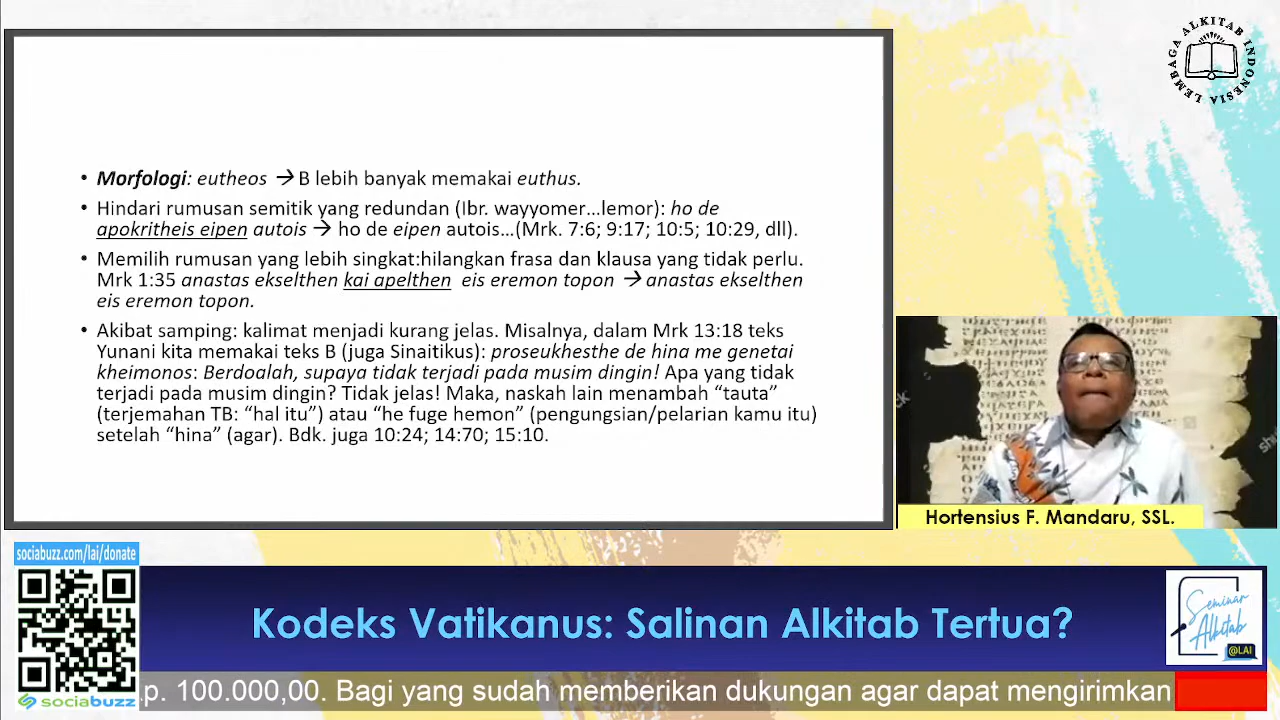 • Morfologi: eutheos → B lebih banyak memakai euthus.
• Hindari rumusan semitik yang redundan (Ibr. wayyomer...lemor): ho de
apokritheis eipen autois → ho de eipen autois...(Mrk. 7:6; 9:17; 10:5; 10:29, dll).
• Memilih rumusan yang lebih singkat:hilangkan frasa dan klausa yang tidak perlu.
Mrk 1:35 anastas ekselthen kai apelthen eis eremon topon → anastas ekselthen
eis eremon topon.
• Akibat samping: kalimat menjadi kurang jelas. Misalnya, dalam Mrk 13:18 teks
Yunani kita memakai teks B (juga Sinaitikus): proseukhesthe de hina me genetai
kheimonos: Berdoalah, supaya tidak terjadi pada musim dingin! Apa yang tidak
terjadi pada musim dingin? Tidak jelas! Maka, naskah lain menambah “tauta”
(terjemahan TB: “hal itu”) atau “he fuge hemon” (pengungsian/pelarian kamu itu)
setelah “hina” (agar). Bdk. juga 10:24; 14:70; 15:10.
LEMBAGA ALKITAB INDONESIA
Hortensius F. Mandaru, SSL.
sociabuzz.com/lai/donate
sociabuzz
Kodeks Vatikanus: Salinan Alkitab Tertua?
Seminar
Alkitab
@LAI
.p. 100.000,00. Bagi yang sudah memberikan dukungan agar dapat mengirimkan